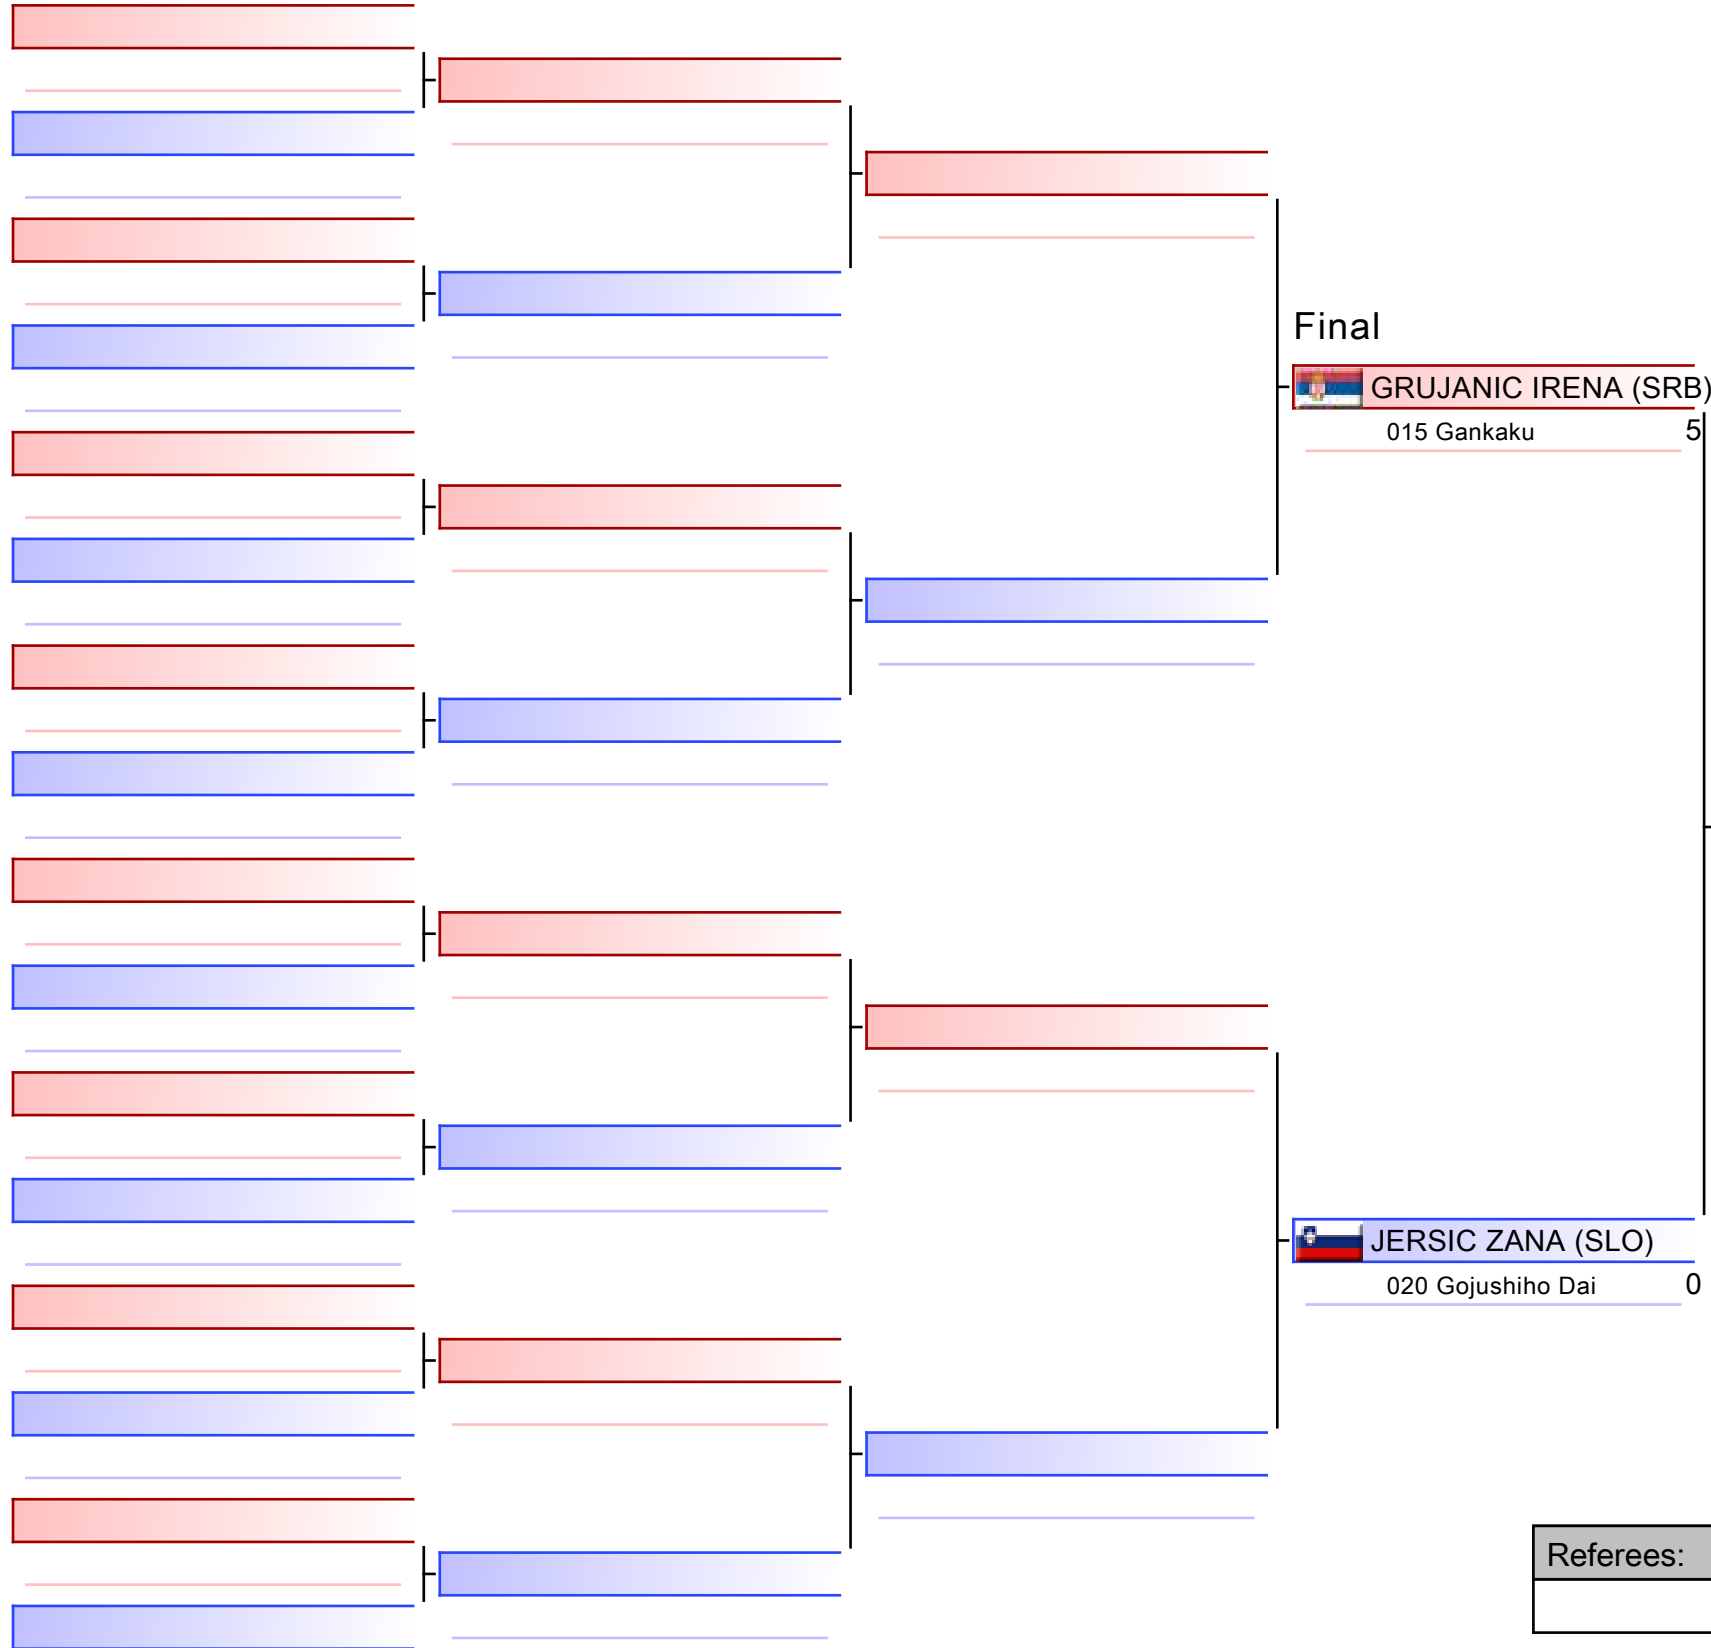 Final
GRUJANIC IRENA (SRB)
015 Gankaku 5
JERSIC ZANA (SLO)
020 Gojushiho Dai 0
Referees: